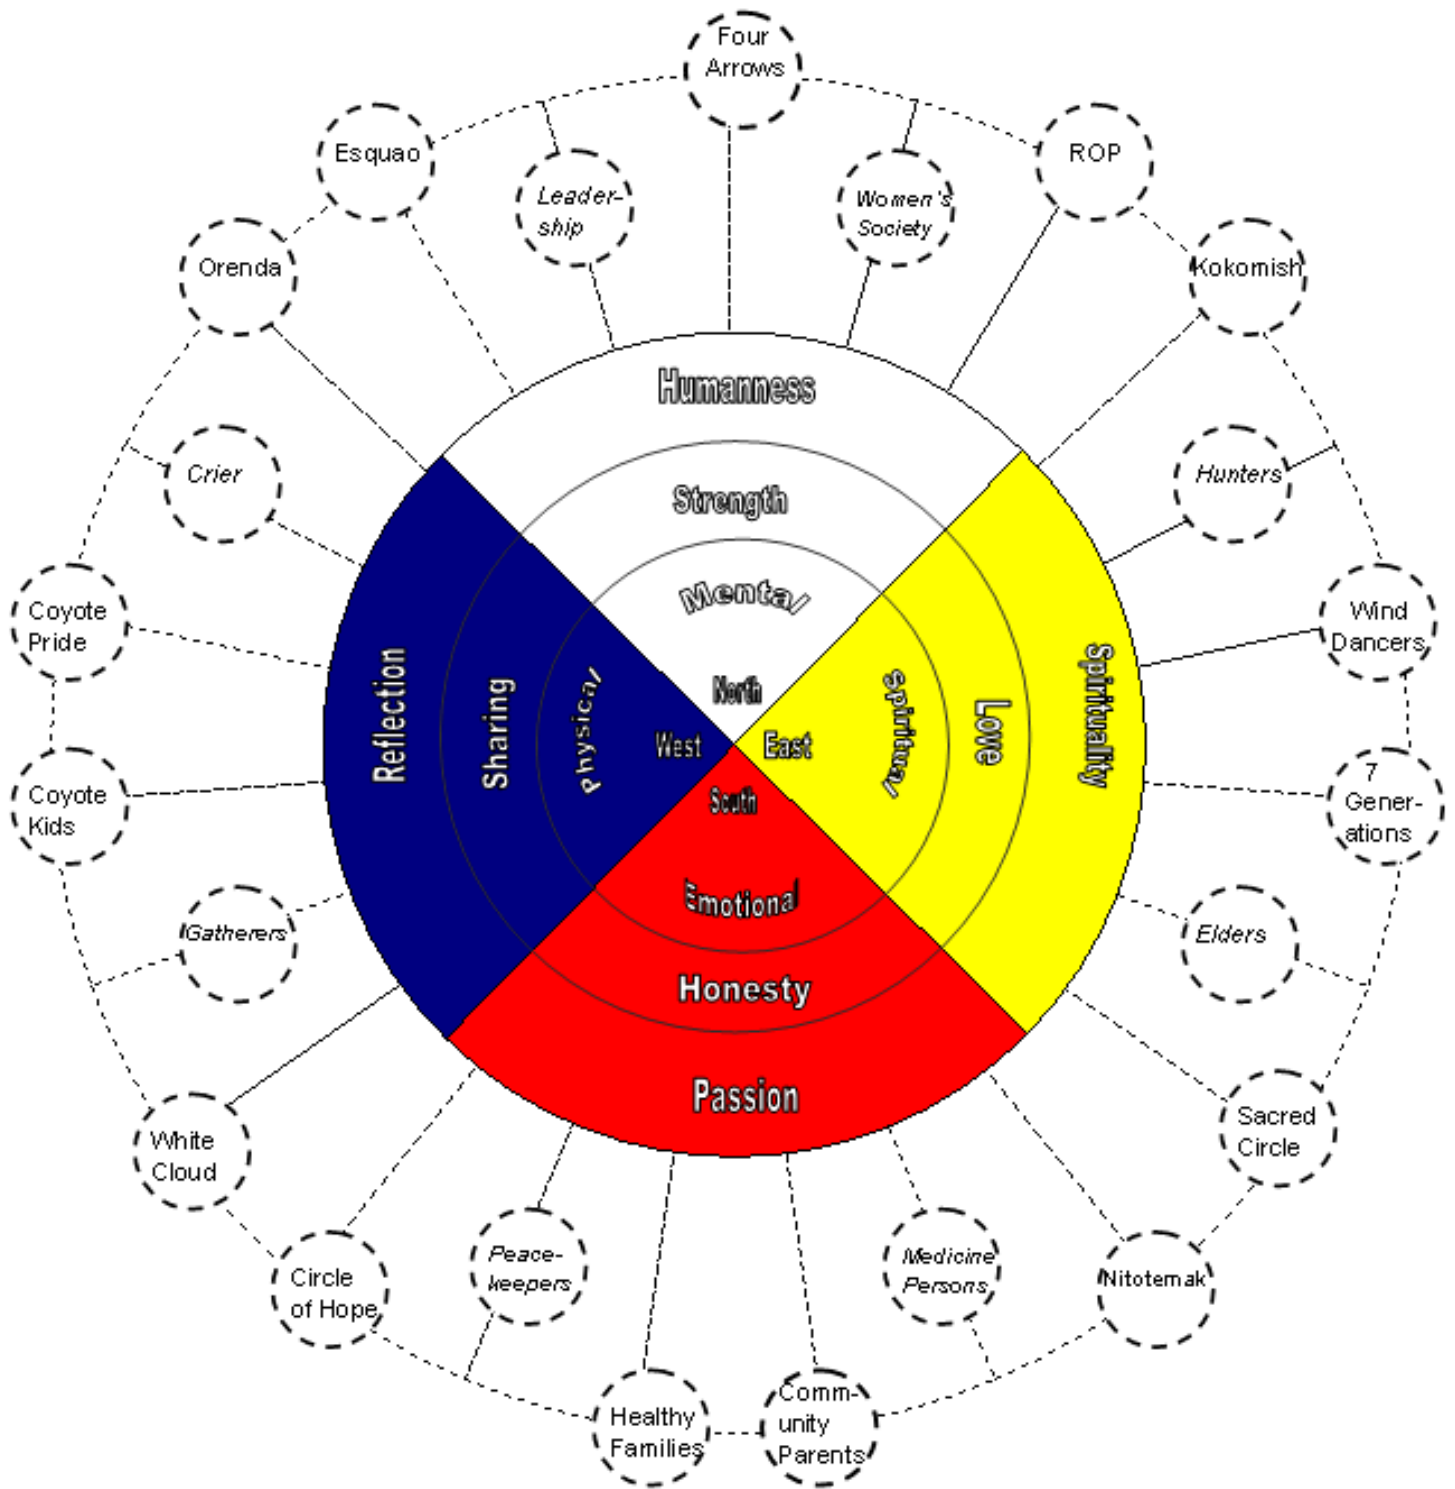 Four
Arrows
Esquao
ROP
Leader-
ship
Women's
Society
Orenda
Kokomish
Humanness
Crier
Hunters
Strength
Mental
Coyote
Pride
Wind
Dancers
North
Reflection
Sharing
Physical
West
East
Spiritual
Love
Spirituality
South
Coyote
Kids
7
Gener-
ations
Emotional
Gatherers
Elders
Honesty
Passion
White
Cloud
Sacred
Circle
Circle
of Hope
Peace-
keepers
Medicine
Persons
Nitotemak
Healthy
Families
Comm-
unity
Parents